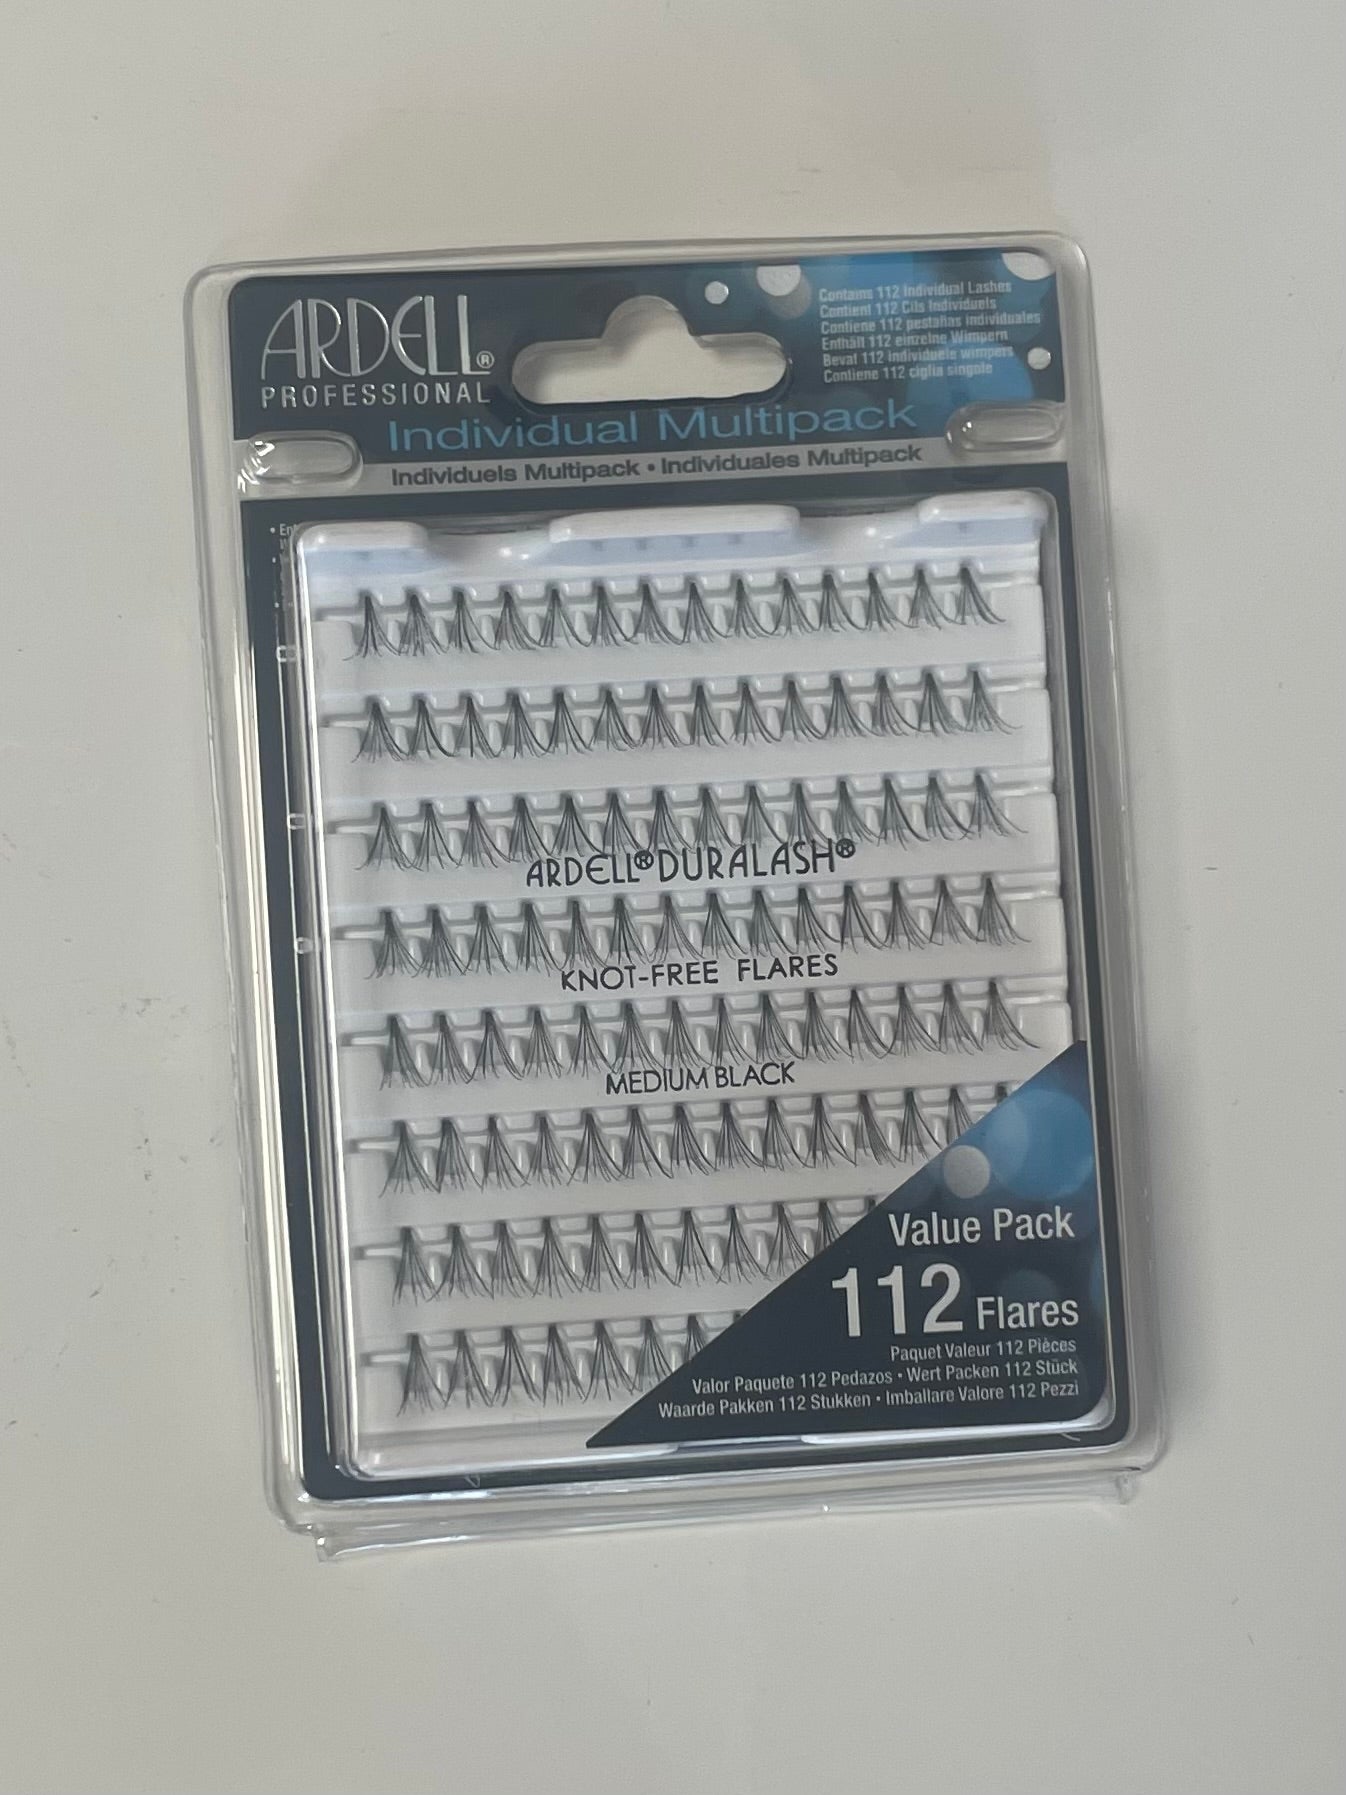 ARDELL®
PROFESSIONAL
Contains 112 Individual Lashes
Contient 112 Cils Individuels
Contiene 112 pestañas individuales
Enthält 112 einzelne Wimpern
Bevat 112 individuele wimpers
Contiene 112 ciglia singole
Individual Multipack
Individuels Multipack • Individuales Multipack
ARDELL® DURALASH®
KNOT-FREE FLARES
MEDIUM BLACK
Value Pack
112 Flares
Paquet Valeur 112 Pièces
Valor Paquete 112 Pedazos • Wert Packen 112 Stück
Waarde Pakken 112 Stukken • Imballare Valore 112 Pezzi